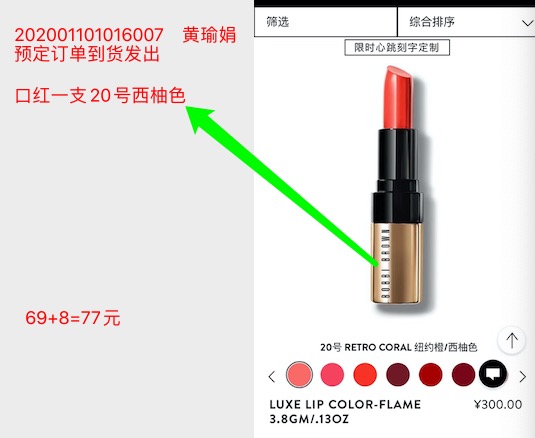 202001101016007 黄瑜娟
预定订单到货发出
口红一支20号西柚色
69+8=77元
筛选
综合排序
限时心跳刻字定制
BOBBI BROWN
20号 RETRO CORAL 纽约橙/西柚色
LUXE LIP COLOR-FLAME
3.8GM/.13OZ
¥300.00